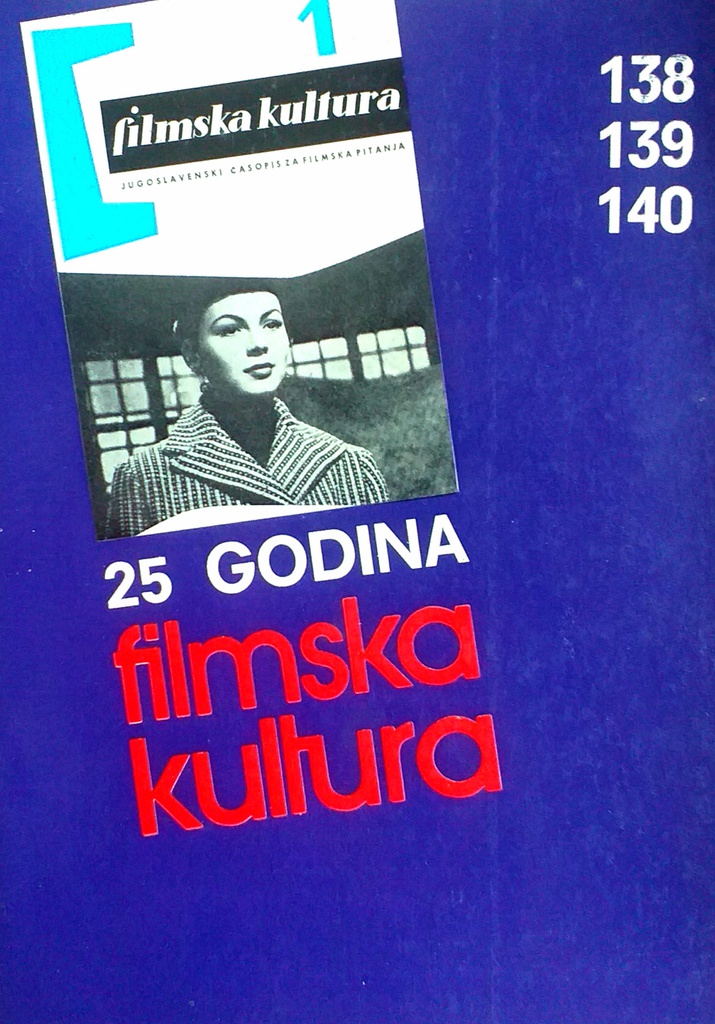 1
filmska kultura
JUGOSLAVENSKI ČASOPIS ZA FILMSKA PITANJA
138
139
140
25 GODINA
filmska
kultura